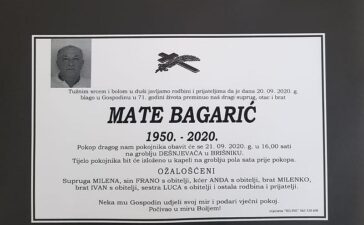 Tužnim srcem i bolom u duši javljamo rodbini i prijateljima da je dana 20. 09. 2020. g.
blago u Gospodinu u 71. godini života preminuo naš dragi suprug, otac i brat
MATE BAGARIĆ
1950. - 2020.
Pokop dragog nam pokojnika obavit će se 21. 09. 2020. g. u 16,00 sati
na groblju DEŠNJEVAČA u BRIŠNIKU.
Tijelo pokojnika bit će izloženo u kapeli na groblju pola sata prije pokopa.
OŽALOŠĆENI
Supruga MILENA, sin FRANO s obitelji, kćer ANDA s obitelji, brat MILENKO,
brat IVAN s obitelji, sestra LUCA s obitelji i ostala rodbina i prijatelji.
Neka mu Gospodin udjeli svoj mir i podari vječni pokoj.
Počivao u miru Božjem!